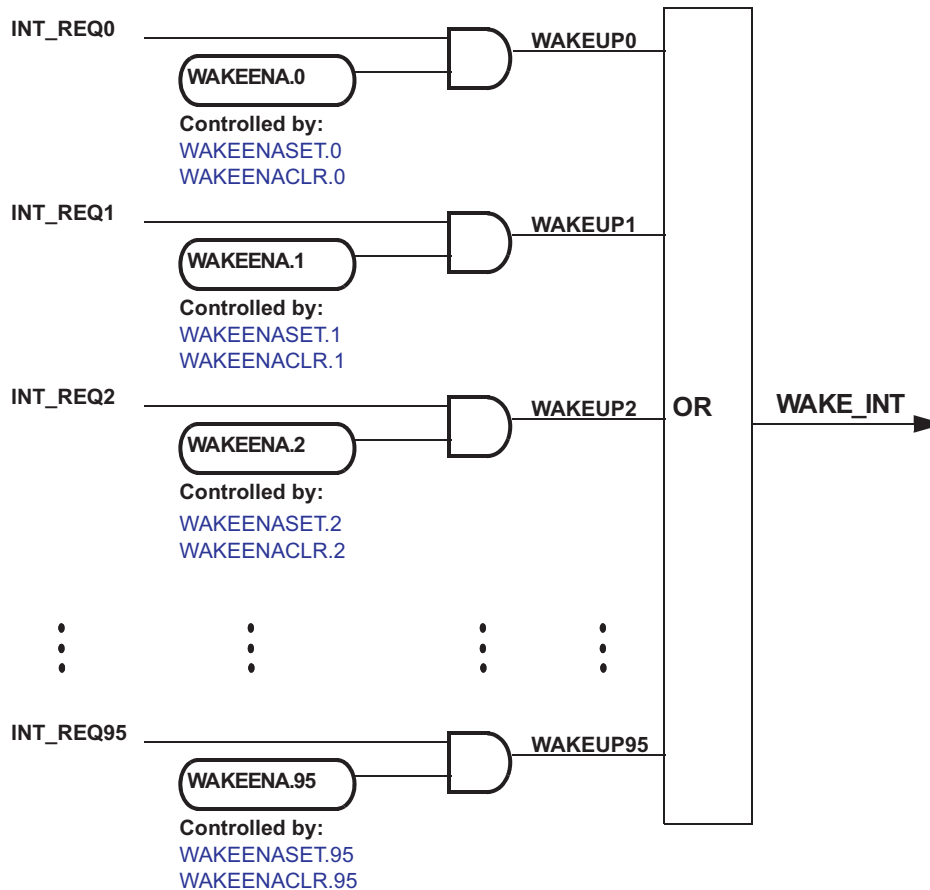 INT_REQ0
WAKEENA.0
WAKEUP0
Controlled by:
WAKEENASET.0
WAKEENACLR.0
INT_REQ1
WAKEENA.1
WAKEUP1
Controlled by:
WAKEENASET.1
WAKEENACLR.1
INT_REQ2
WAKEENA.2
WAKEUP2
OR
WAKE_INT
Controlled by:
WAKEENASET.2
WAKEENACLR.2
INT_REQ95
WAKEENA.95
WAKEUP95
Controlled by:
WAKEENASET.95
WAKEENACLR.95